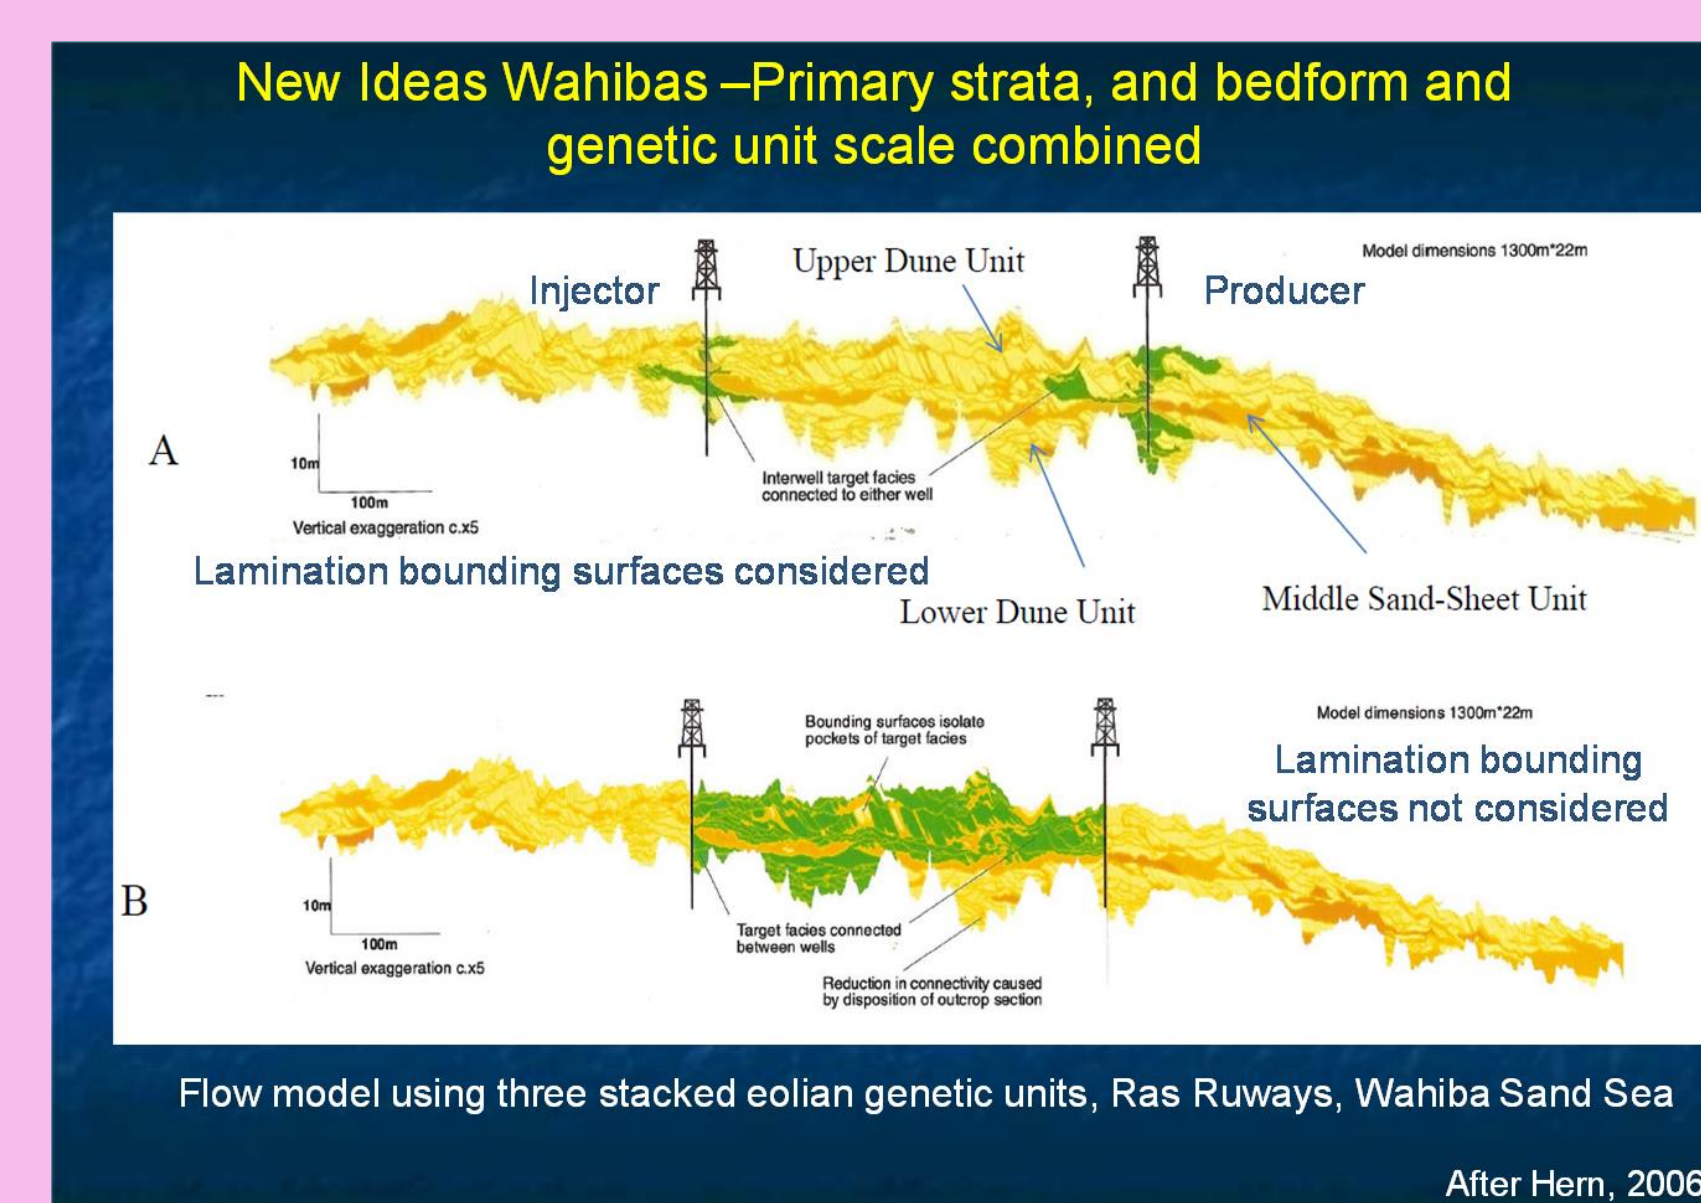 New Ideas Wahibas –Primary strata, and bedform and
genetic unit scale combined
Injector
Upper Dune Unit
Producer
Model dimensions 1300m*22m
A
10m
100m
Vertical exaggeration c.x5
Interwell target facies
connected to either well
Lamination bounding surfaces considered
Lower Dune Unit
Middle Sand-Sheet Unit
Bounding surfaces isolate
pockets of target facies
Model dimensions 1300m*22m
Lamination bounding
surfaces not considered
B
10m
100m
Vertical exaggeration c.x5
Target facies connected
between wells
Reduction in connectivity caused
by disposition of outcrop section
Flow model using three stacked eolian genetic units, Ras Ruways, Wahiba Sand Sea
After Hern, 2006